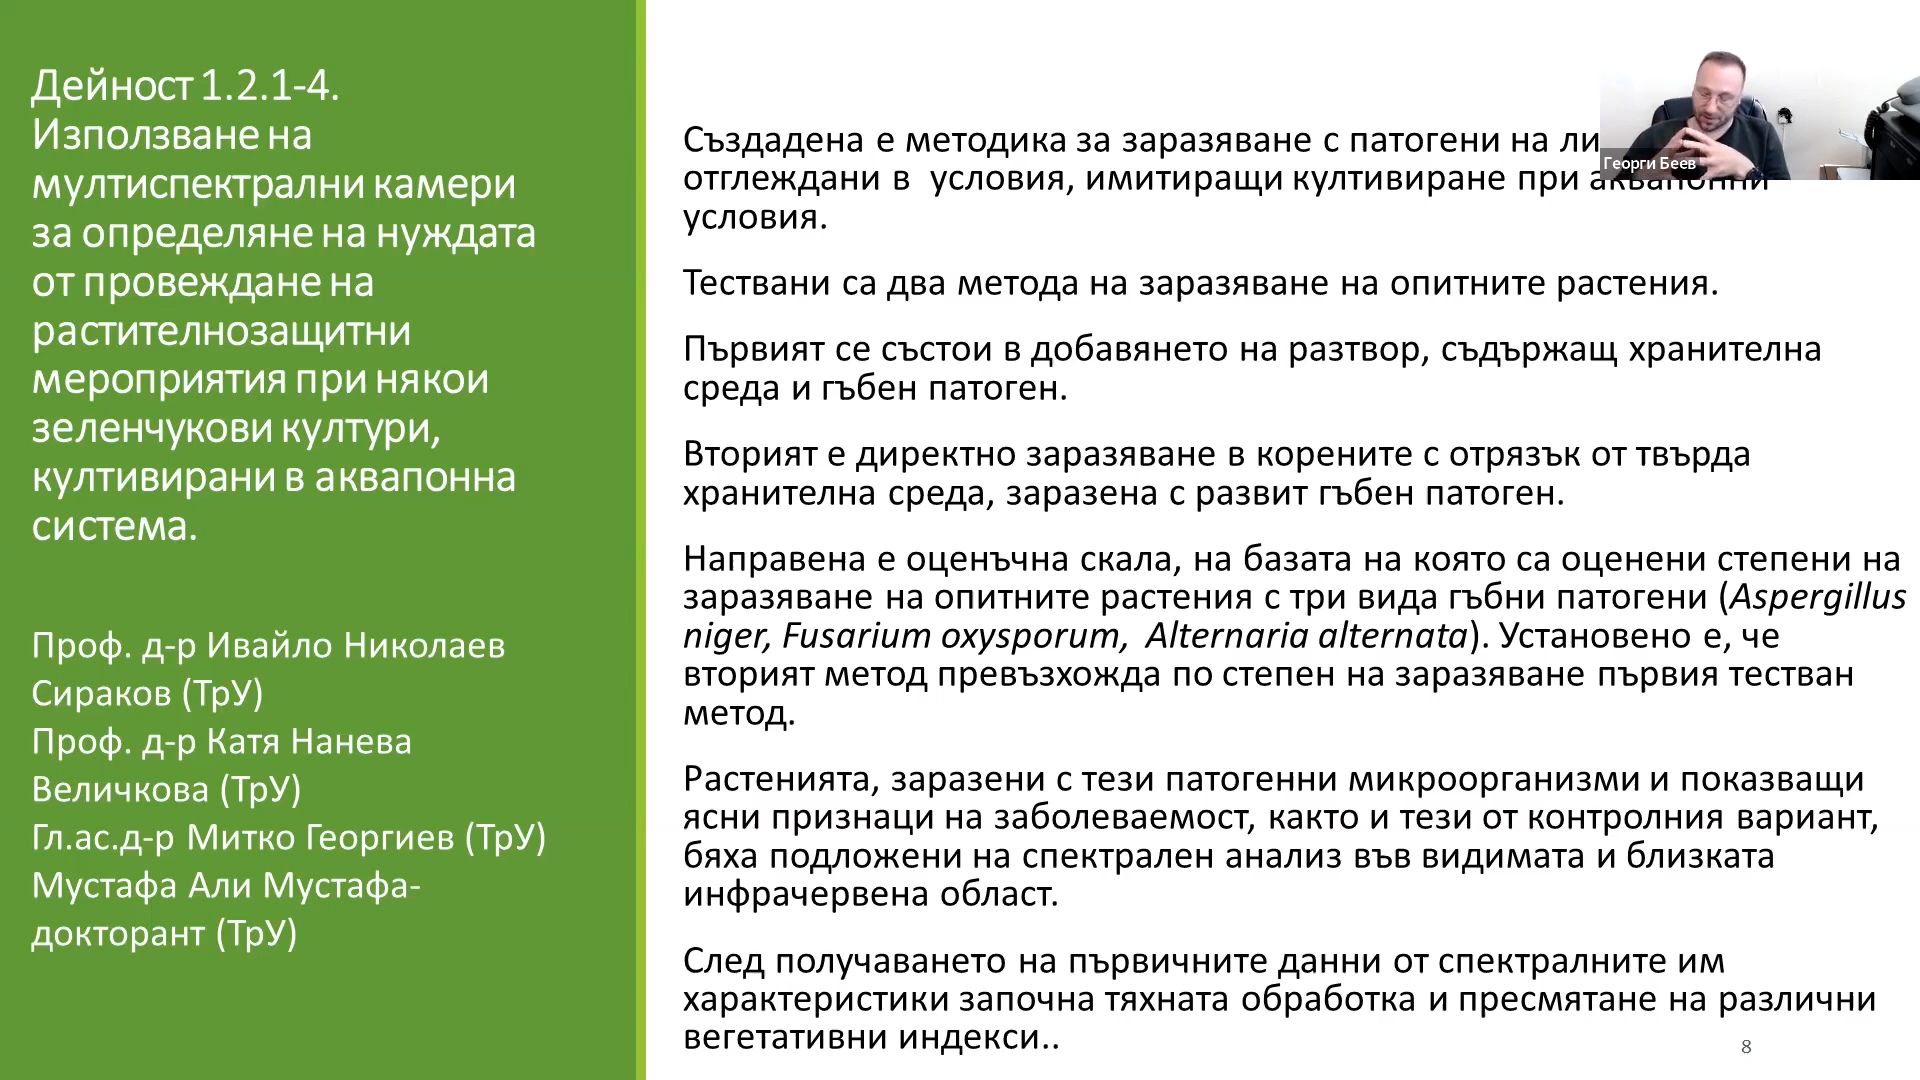 Дейност 1.2.1-4.
Използване на
мултиспектрални камери
за определяне на нуждата
от провеждане на
растителнозащитни
мероприятия при някои
зеленчукови култури,
култивирани в аквапонна
система.
Проф. д-р Ивайло Николаев
Сираков (ТрУ)
Проф. д-р Катя Нанева
Величкова (ТрУ)
Гл.ас.д-р Митко Георгиев (ТрУ)
Мустафа Али Мустафа-
докторант (ТрУ)
Създадена е методика за заразяване с патогени на
отглеждани в условия, имитиращи култивиране при аквапонни
условия.
Тествани са два метода на заразяване на опитните растения.
Първият се състои в добавянето на разтвор, съдържащ хранителна
среда и гъбен патоген.
Вторият е директно заразяване в корените с отрязък от твърда
хранителна среда, заразена с развит гъбен патоген.
Направена е оценъчна скала, на базата на която са оценени степени на
заразяване на опитните растения с три вида гъбни патогени (Aspergillus
niger, Fusarium oxysporum, Alternaria alternata). Установено е, че
вторият метод превъзхожда по степен на заразяване първия тестван
метод.
Растенията, заразени с тези патогенни микроорганизми и показващи
ясни признаци на заболеваемост, както и тези от контролния вариант,
бяха подложени на спектрален анализ във видимата и близката
инфрачервена област.
След получаването на първичните данни от спектралните им
характеристики започна тяхната обработка и пресмятане на различни
вегетативни индекси..
8
Георги Беев